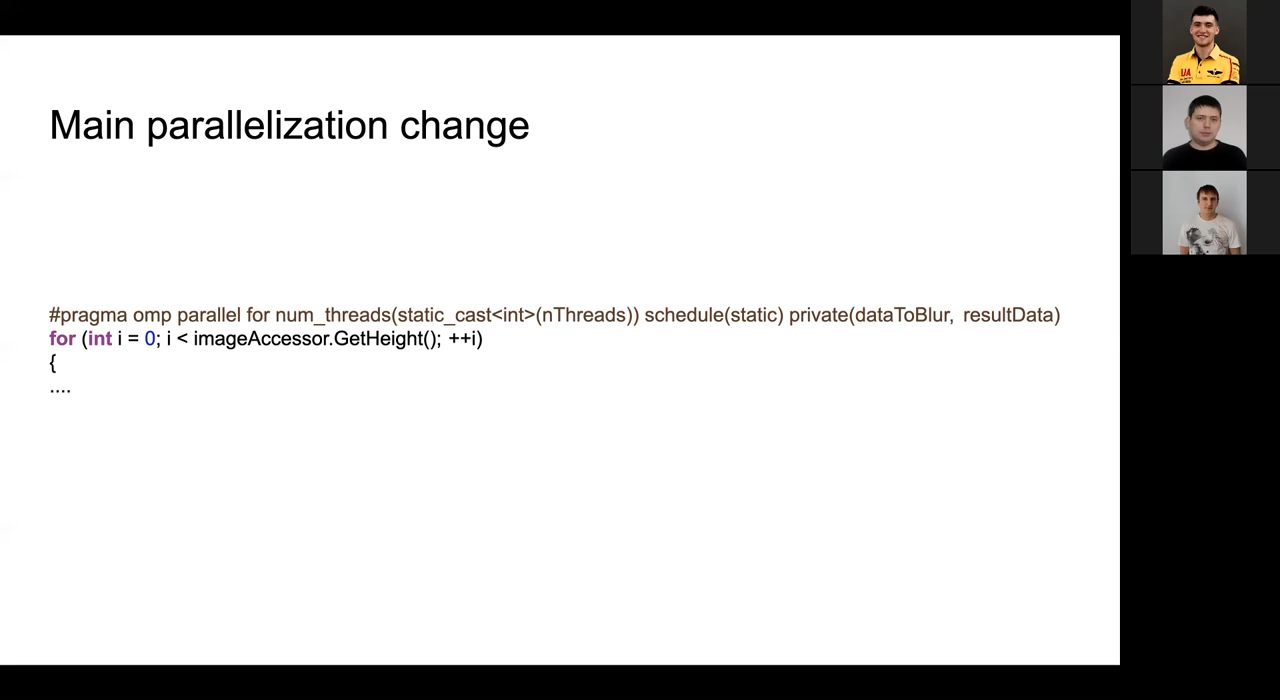 Main parallelization change
#pragma omp parallel for num_threads(static_cast<int>(nThreads)) schedule(static) private(dataToBlur, resultData)
for (int i = 0; i < imageAccessor.GetHeight(); ++i)
{
....
UA